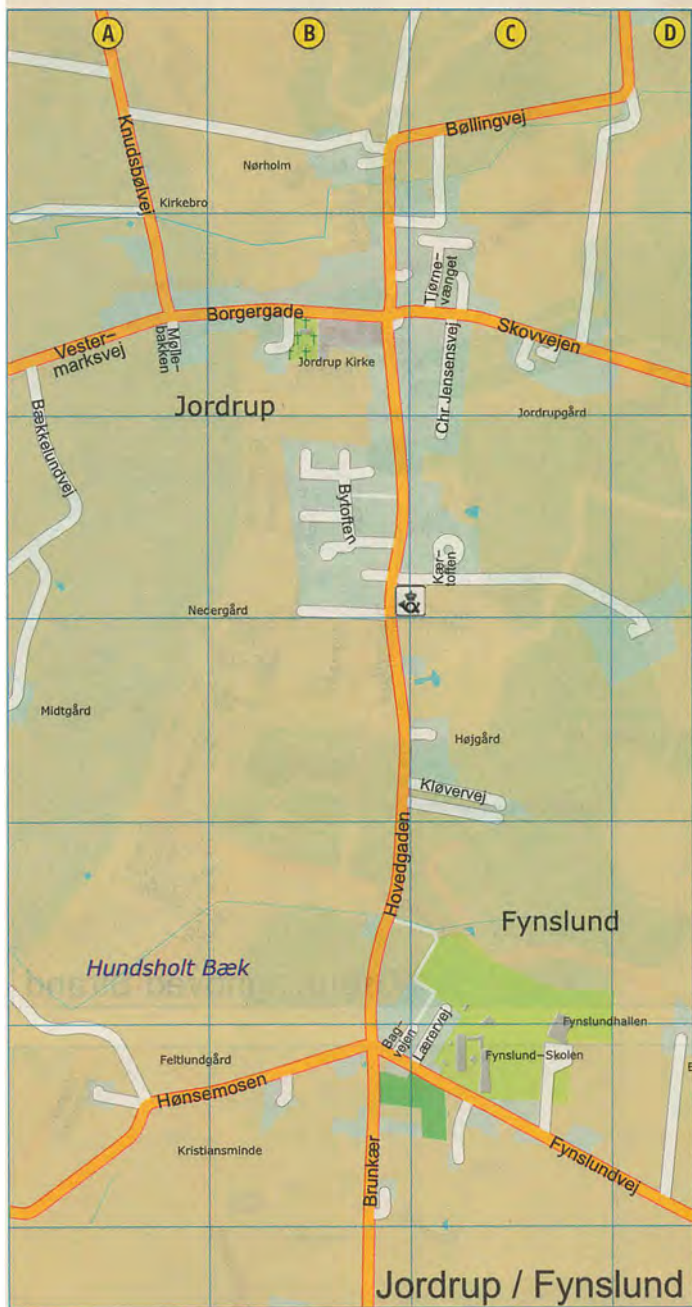 A
B
C
D
Bøllingvej
Knudsbølvej
Nørholm
Kirkebro
Tjørne-
vænget
Borgergade
Skovvejen
Vester-
marksvej
Mølle-
bakken
Jordrup Kirke
Chr. Jensensvej
Jordrup
Jordrupgård
Bækkelundvej
Bytoften
Kær-
toften
Nedergård
Midtgård
Højgård
Kløvervej
Hovedgaden
Fynslund
Hundsholt Bæk
Bag-
vejen
Lærervej
Fynslundhallen
Fynslund-Skolen
Feltlundgård
Hønsemosen
Kristiansminde
Brunkær
Fynslundvej
Jordrup / Fynslund